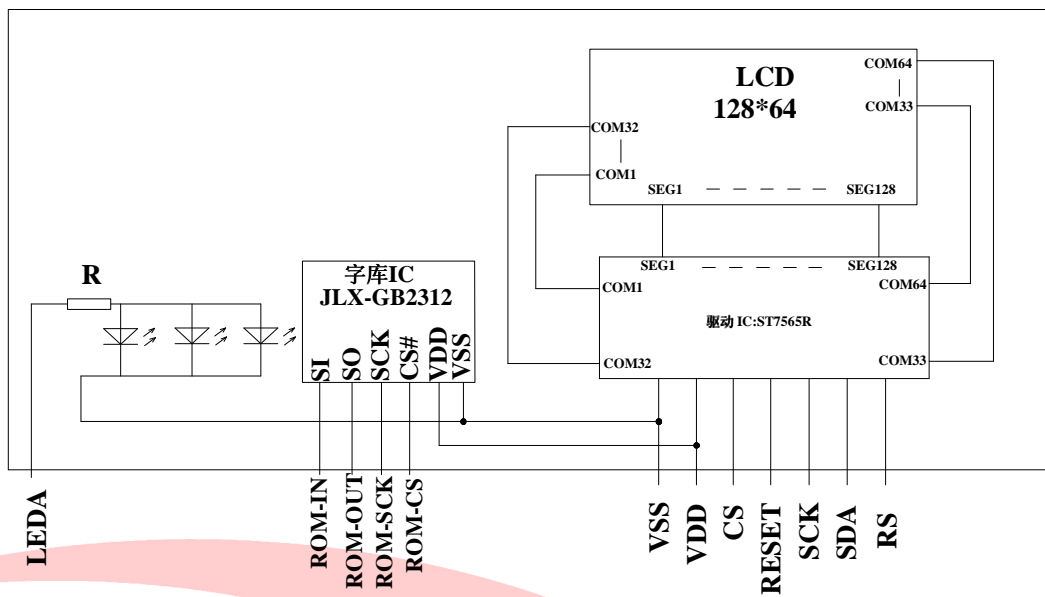 LCD
128*64
COM64
COM33
COM32
COM1
SEG1
SEG128
SEG1
SEG128
COM1
COM64
驱动 IC:ST7565R
COM32
COM33
R
字库IC
JLX-GB2312
SI
SO
SCK
CS#
VDD
VSS
LEDA
ROM-IN
ROM-OUT
ROM-SCK
ROM-CS
VSS
VDD
CS
RESET
SCK
SDA
RS